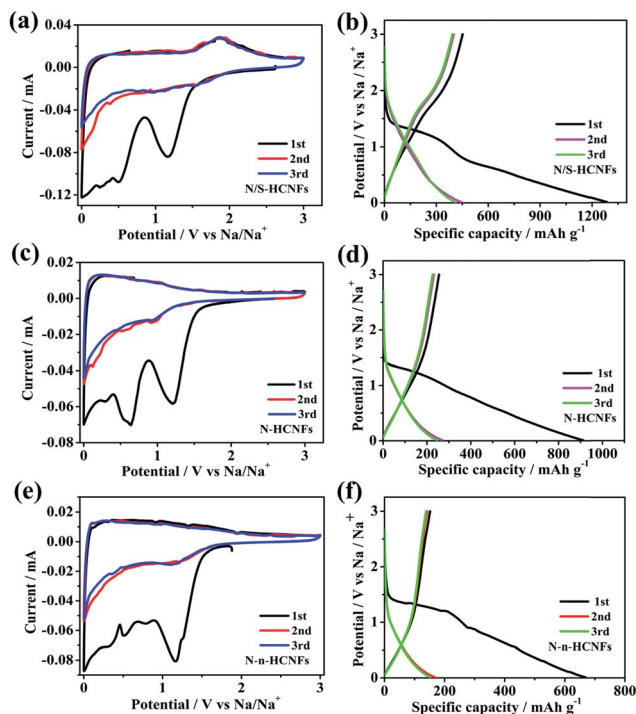 (a)
0.04
0.00
-0.04
-0.08
-0.12
Current / mA
0
1
2
3
Potential / V vs Na/Na+
1st
2nd
3rd
N/S-HCNFs
(b)
3
2
1
0
Potential / V vs Na / Na+
0
300
600
900
1200
Specific capacity / mAh g-1
1st
2nd
3rd
N/S-HCNFs
(c)
0.02
0.00
-0.02
-0.04
-0.06
-0.08
Current / mA
0
1
2
3
Potential / V vs Na/Na+
1st
2nd
3rd
N-HCNFs
(d)
3
2
1
0
Potential / V vs Na / Na+
0
200
400
600
800
1000
Specific capacity / mAh g-1
1st
2nd
3rd
N-HCNFs
(e)
0.04
0.00
-0.04
-0.08
Current / mA
0
1
2
3
Potential / V vs Na/Na+
1st
2nd
3rd
N-n-HCNFs
(f)
3
2
1
0
Potential / V vs Na / Na+
0
200
400
600
800
Specific capacity / mAh g-1
1st
2nd
3rd
N-n-HCNFs